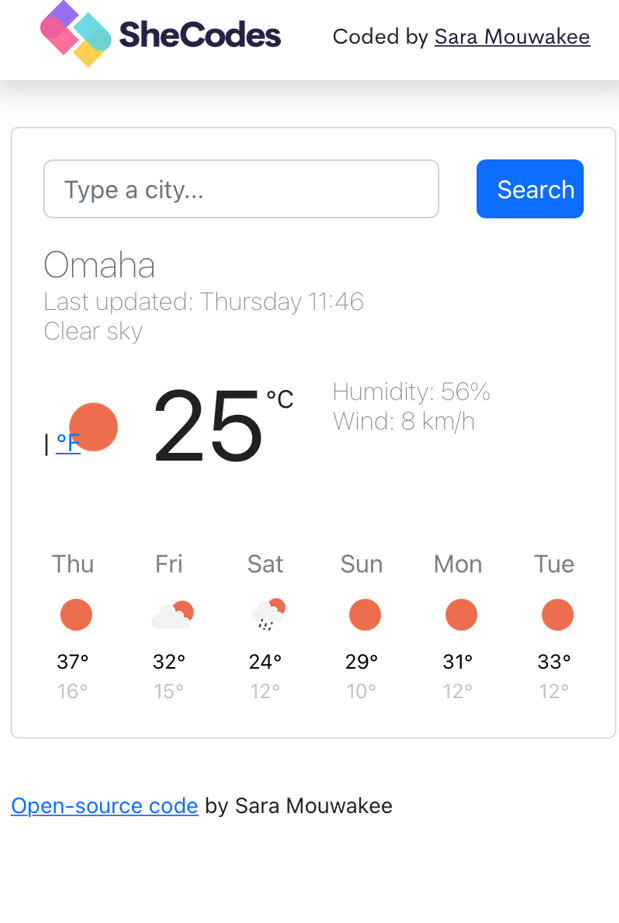 SheCodes
Coded by Sara Mouwakee
Type a city...
Search
Omaha
Last updated: Thursday 11:46
Clear sky
| °F
25 °C
Humidity: 56%
Wind: 8 km/h
Thu Fri Sat Sun Mon Tue
37° 32° 24° 29° 31° 33°
16° 15° 12° 10° 12° 12°
Open-source code by Sara Mouwakee